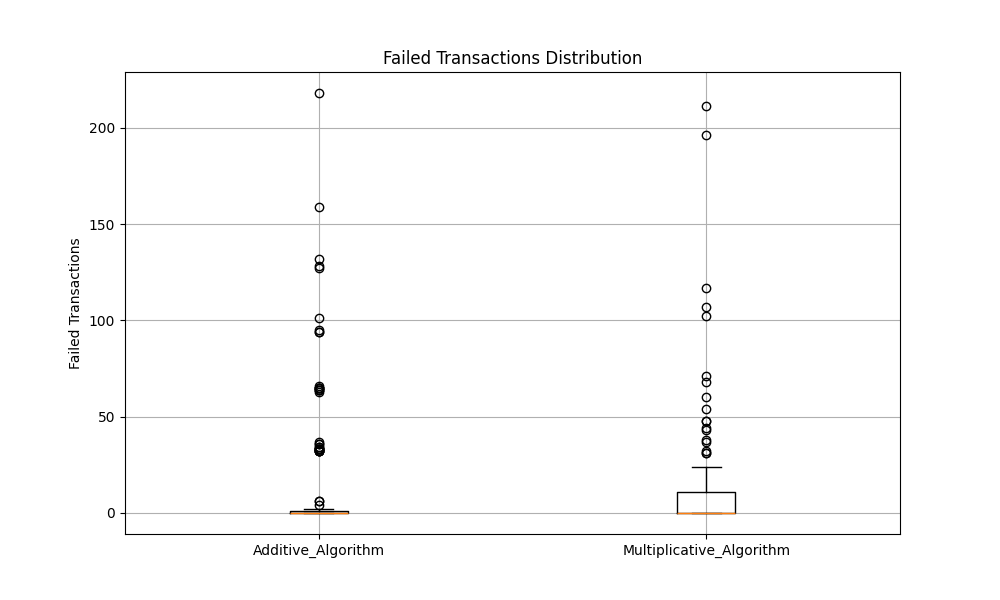 Failed Transactions Distribution
Failed Transactions
200
150
100
50
0
Additive_Algorithm
Multiplicative_Algorithm